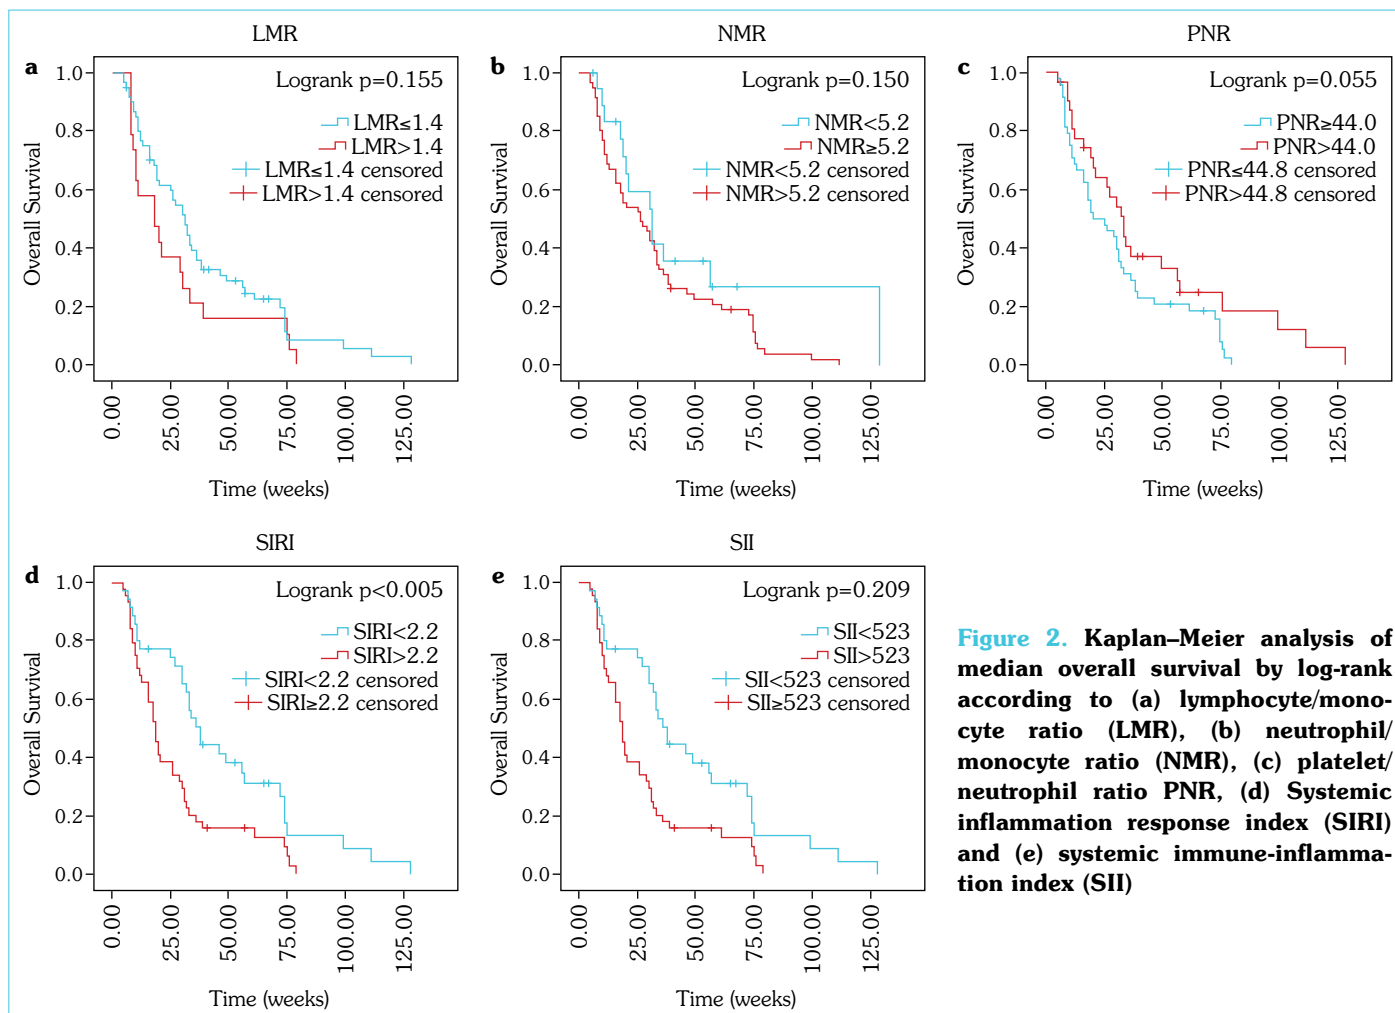 LMR
a
Logrank p=0.155
LMR≤1.4
LMR>1.4
LMR≤1.4 censored
LMR>1.4 censored
Overall Survival
1.0
0.8
0.6
0.4
0.2
0.0
0.00
25.00
50.00
75.00
100.00
125.00
Time (weeks)
NMR
b
Logrank p=0.150
NMR<5.2
NMR≥5.2
NMR<5.2 censored
NMR>5.2 censored
Overall Survival
1.0
0.8
0.6
0.4
0.2
0.0
0.00
25.00
50.00
75.00
100.00
125.00
Time (weeks)
PNR
c
Logrank p=0.055
PNR≥44.0
PNR>44.0
PNR≤44.8 censored
PNR>44.8 censored
Overall Survival
1.0
0.8
0.6
0.4
0.2
0.0
0.00
25.00
50.00
75.00
100.00
125.00
Time (weeks)
SIRI
d
Logrank p<0.005
SIRI<2.2
SIRI>2.2
SIRI<2.2 censored
SIRI≥2.2 censored
Overall Survival
1.0
0.8
0.6
0.4
0.2
0.0
0.00
25.00
50.00
75.00
100.00
125.00
Time (weeks)
SII
e
Logrank p=0.209
SII<523
SII>523
SII<523 censored
SII≥523 censored
Overall Survival
1.0
0.8
0.6
0.4
0.2
0.0
0.00
25.00
50.00
75.00
100.00
125.00
Time (weeks)
Figure 2. Kaplan–Meier analysis of
median overall survival by log-rank
according to (a) lymphocyte/mono-
cyte ratio (LMR), (b) neutrophil/
monocyte ratio (NMR), (c) platelet/
neutrophil ratio PNR, (d) Systemic
inflammation response index (SIRI)
and (e) systemic immune-inflamma-
tion index (SII)